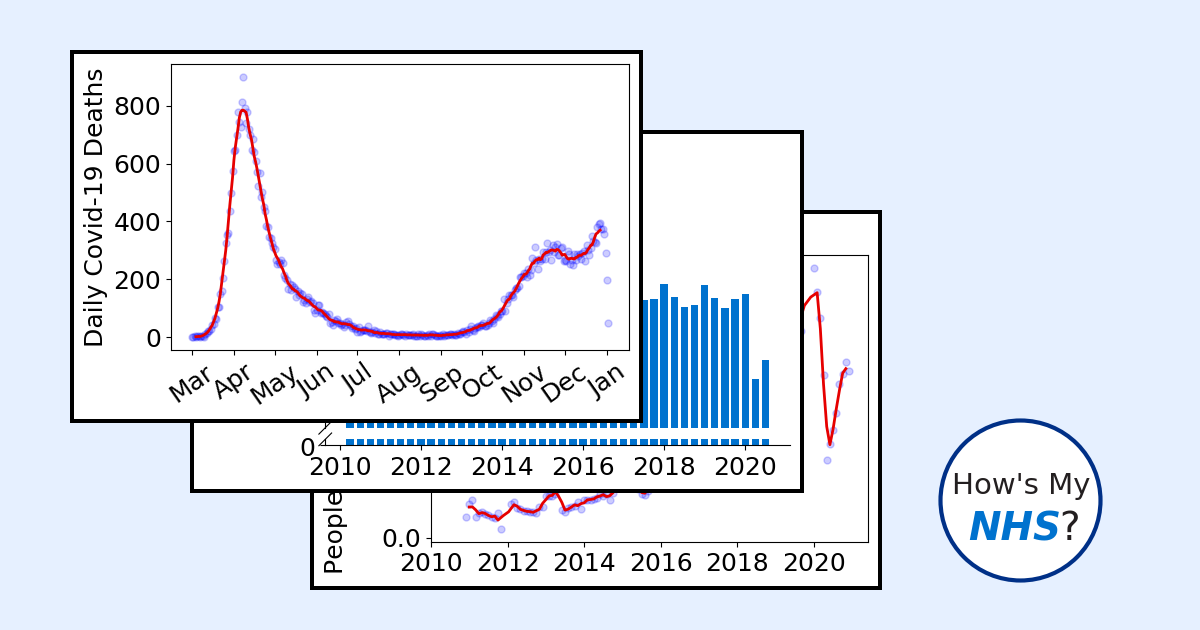 Daily Covid-19 Deaths
800
600
400
200
0
Mar Apr May Jun Jul Aug Sep Oct Nov Dec Jan
0
2010 2012 2014 2016 2018 2020
People
0.0
2010 2012 2014 2016 2018 2020
How's My
NHS?